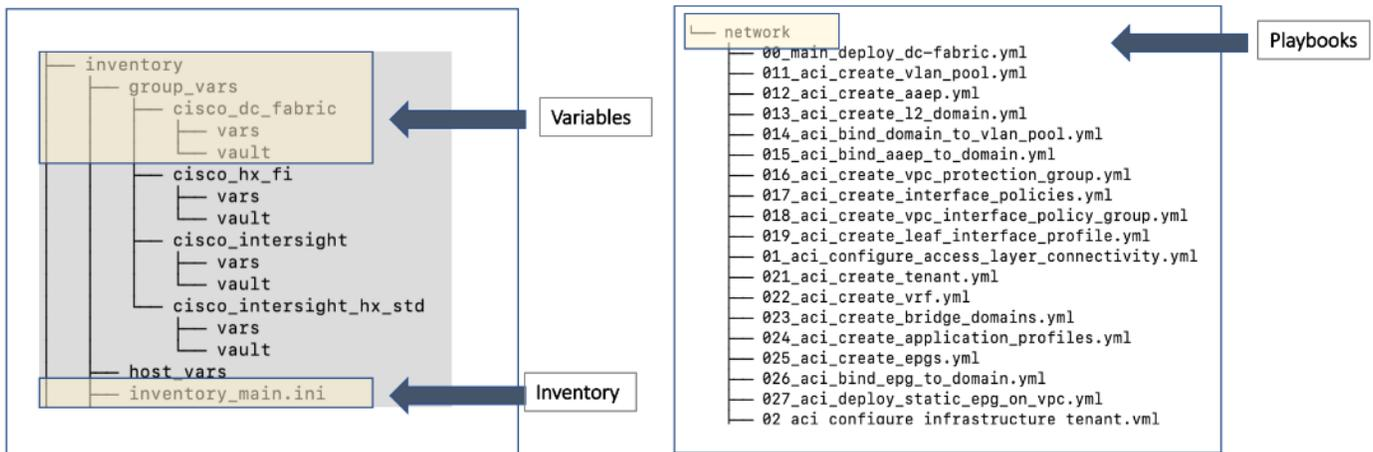 inventory
group_vars
cisco_dc_fabric
vars
vault
cisco_hx_fi
vars
vault
cisco_intersight
vars
vault
cisco_intersight_hx_std
vars
vault
host_vars
inventory_main.ini
Variables
Inventory
network
00_main_deploy_dc-fabric.yml
011_aci_create_vlan_pool.yml
012_aci_create_aaep.yml
013_aci_create_l2_domain.yml
014_aci_bind_domain_to_vlan_pool.yml
015_aci_bind_aaep_to_domain.yml
016_aci_create_vpc_protection_group.yml
017_aci_create_interface_policies.yml
018_aci_create_vpc_interface_policy_group.yml
019_aci_create_leaf_interface_profile.yml
01_aci_configure_access_layer_connectivity.yml
021_aci_create_tenant.yml
022_aci_create_vrf.yml
023_aci_create_bridge_domains.yml
024_aci_create_application_profiles.yml
025_aci_create_epgs.yml
026_aci_bind_epg_to_domain.yml
027_aci_deploy_static_epg_on_vpc.yml
02_aci_configure_infrastructure_tenant.yml
Playbooks